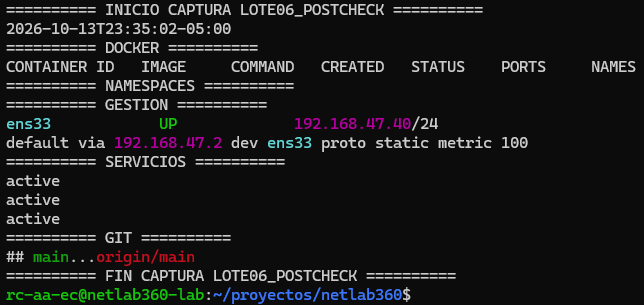 ========== INICIO CAPTURA LOTE06_POSTCHECK ==========
2026-10-13T23:35:02-05:00
========== DOCKER ==========
CONTAINER ID   IMAGE     COMMAND   CREATED   STATUS    PORTS     NAMES
========== NAMESPACES ==========
========== GESTION ==========
ens33            UP             192.168.47.40/24
default via 192.168.47.2 dev ens33 proto static metric 100
========== SERVICIOS ==========
active
active
active
========== GIT ==========
## main...origin/main
========== FIN CAPTURA LOTE06_POSTCHECK ==========
rc-aa-ec@netlab360-lab:~/proyectos/netlab360$